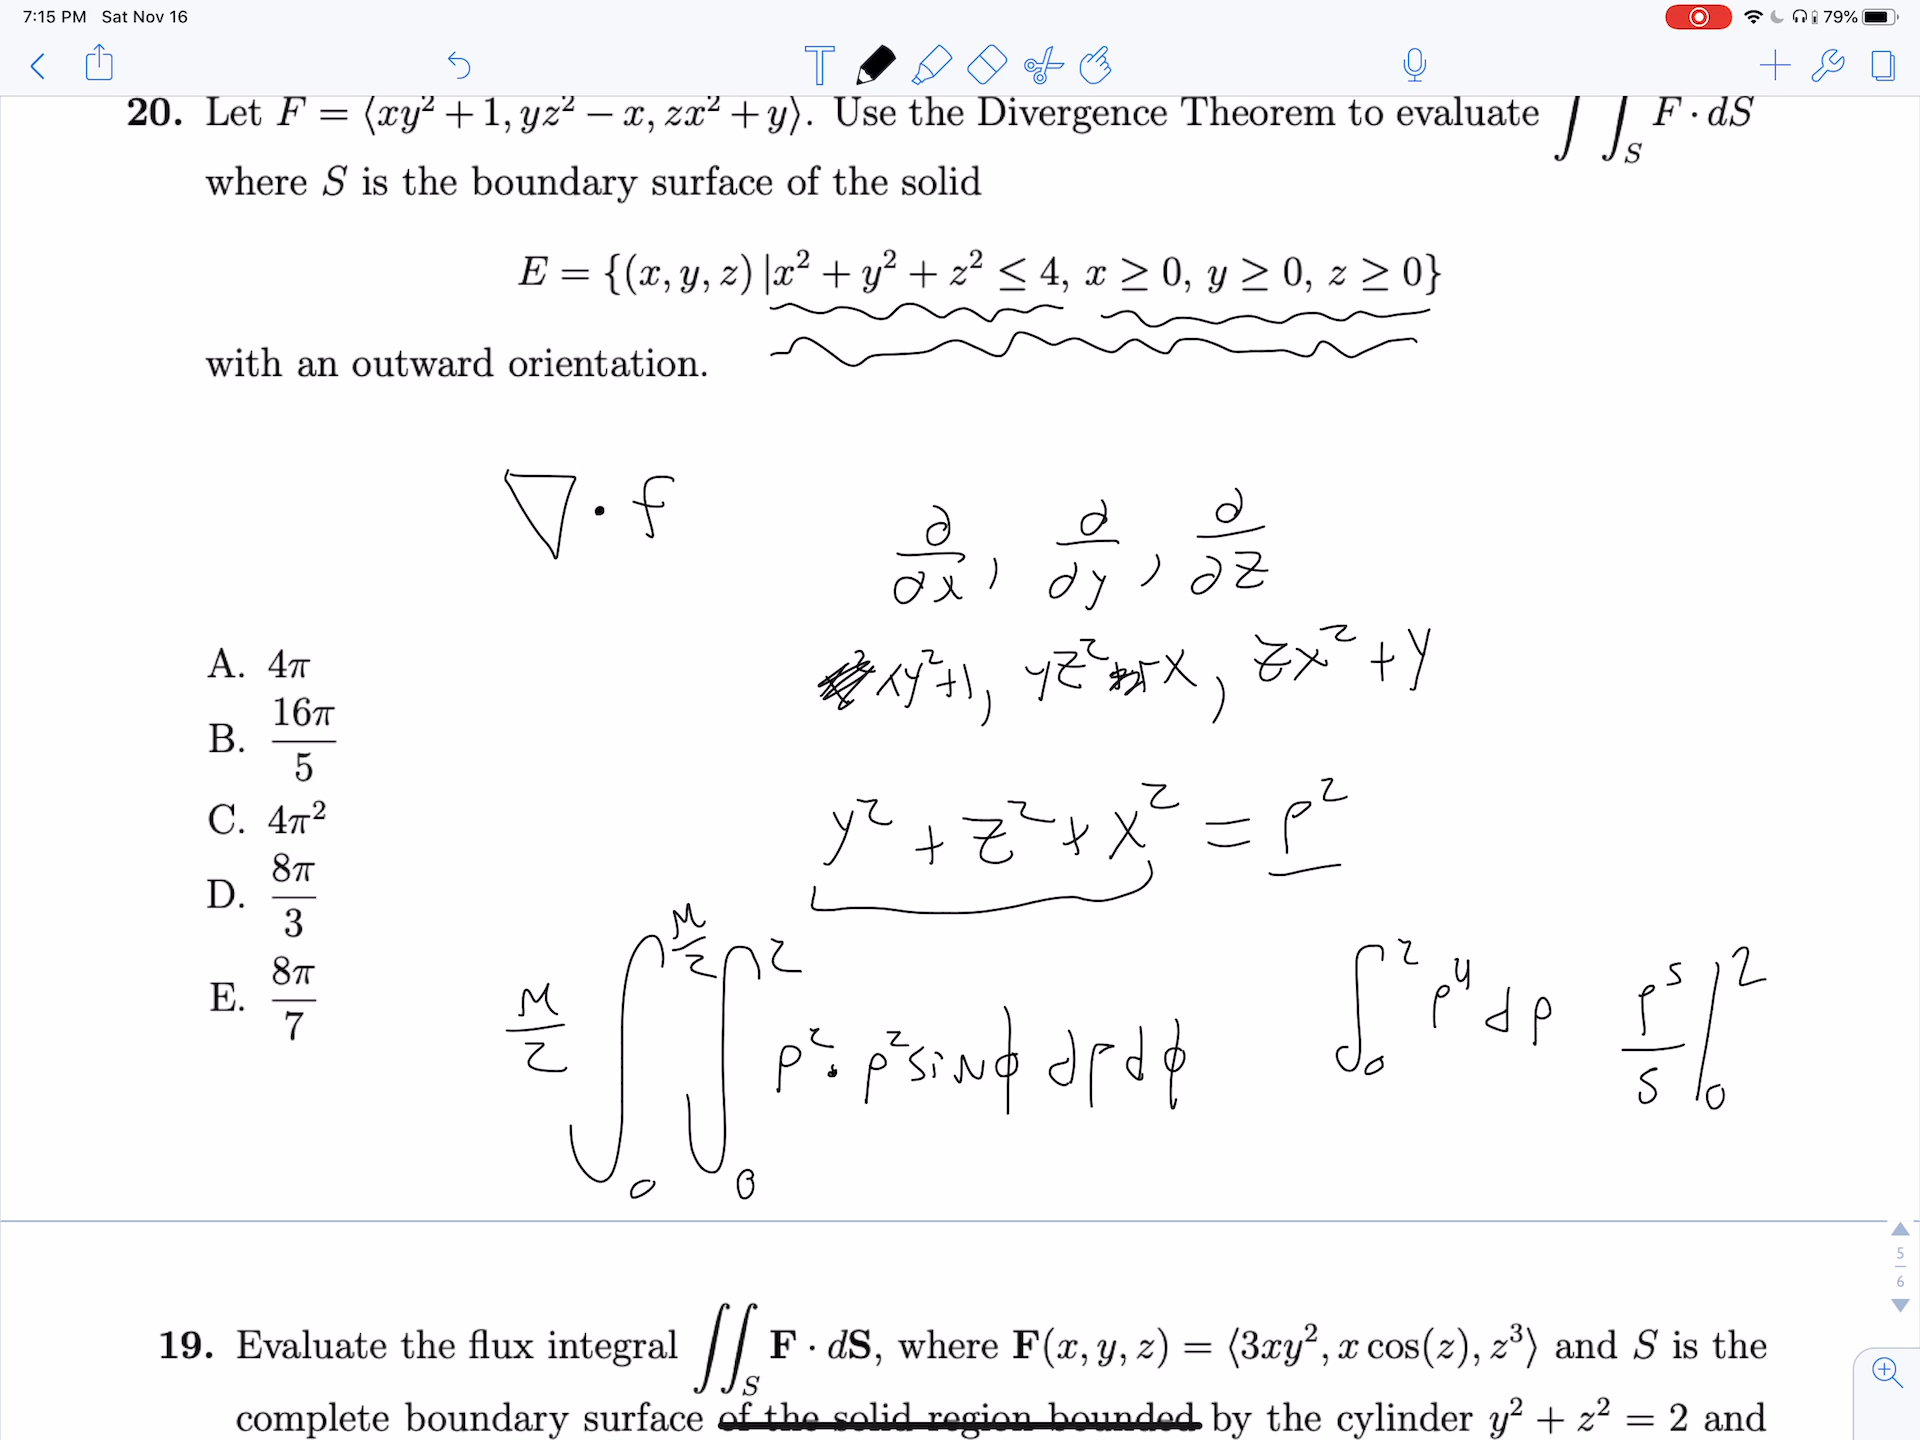 7:15 PM Sat Nov 16
79%
20. Let F = ⟨xy² + 1, yz² − x, zx² + y⟩. Use the Divergence Theorem to evaluate ∫∫_S F · dS
where S is the boundary surface of the solid
E = {(x, y, z) |x² + y² + z² ≤ 4, x ≥ 0, y ≥ 0, z ≥ 0}
with an outward orientation.
∇ · f
∂/∂x, ∂/∂y, ∂/∂z
xy²+1, yz² - x, zx² + y
y² + z² + x² = ρ²
A. 4π
B. 16π/5
C. 4π²
D. 8π/3
E. 8π/7
π/2 ∫_0^{π/2} ∫_0^2 ρ² · ρ² sin ϕ dρ dϕ
∫_0^2 ρ⁴ dρ ρ⁵/5 |_0^2
5
6
19. Evaluate the flux integral ∬_S F · dS, where F(x, y, z) = ⟨3xy², x cos(z), z³⟩ and S is the
complete boundary surface of the solid region bounded by the cylinder y² + z² = 2 and